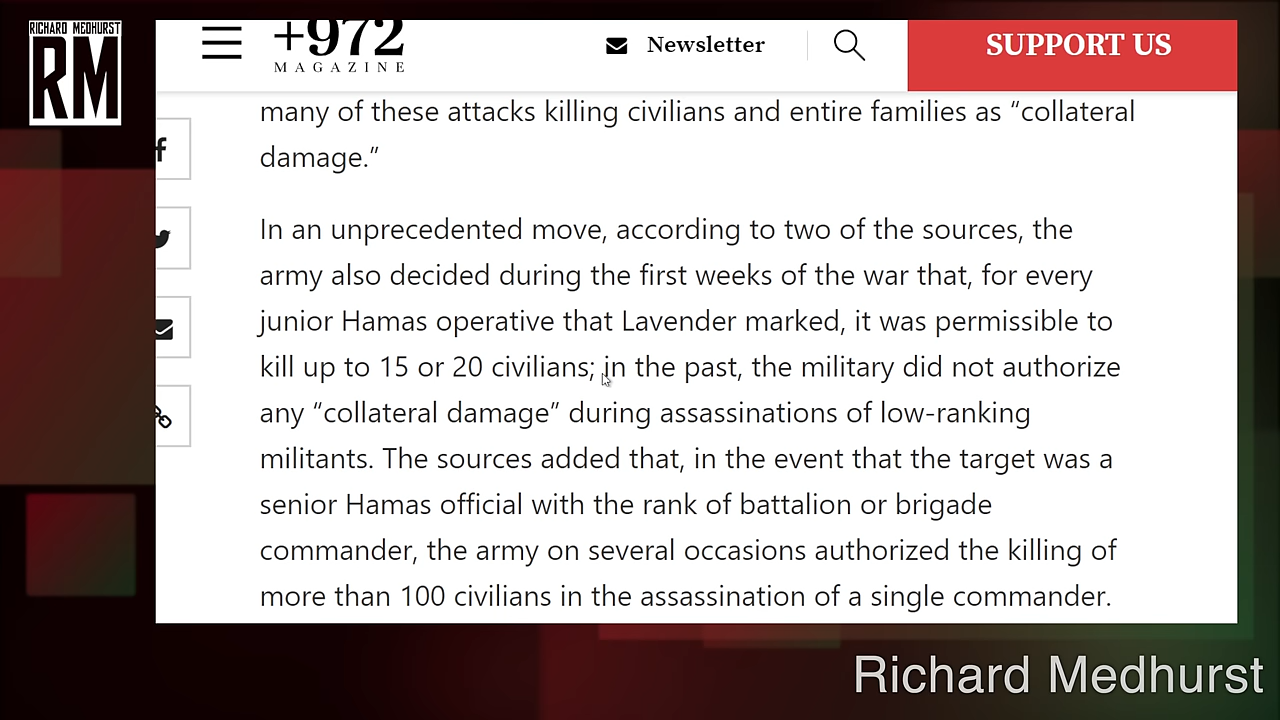 RICHARD MEDHURST
RM
+972
MAGAZINE
Newsletter
SUPPORT US
many of these attacks killing civilians and entire families as “collateral
damage.”
In an unprecedented move, according to two of the sources, the
army also decided during the first weeks of the war that, for every
junior Hamas operative that Lavender marked, it was permissible to
kill up to 15 or 20 civilians; in the past, the military did not authorize
any “collateral damage” during assassinations of low-ranking
militants. The sources added that, in the event that the target was a
senior Hamas official with the rank of battalion or brigade
commander, the army on several occasions authorized the killing of
more than 100 civilians in the assassination of a single commander.
Richard Medhurst